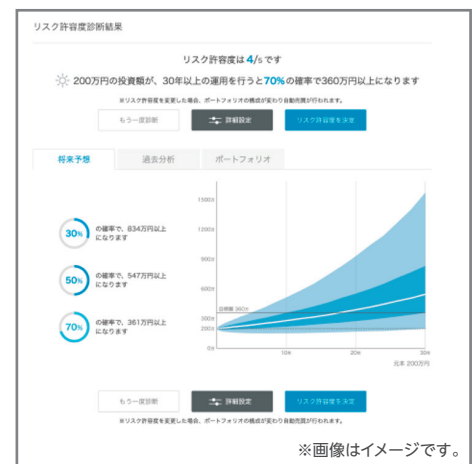 リスク許容度診断結果
リスク許容度は4/5です
200万円の投資額が、30年以上の運用を行うと70%の確率で360万円以上になります
※リスク許容度を変更した場合、ポートフォリオの構成が変わり自動売買が行われます。
もう一度診断
詳細設定
リスク許容度を決定
将来予想
過去分析
ポートフォリオ
30%
の確率で、834万円以上
になります
50%
の確率で、547万円以上
になります
70%
の確率で、361万円以上
になります
1500万
1200万
900万
600万
目標額 360万
300万
200万
0万
10年
20年
30年
元本 200万円
もう一度診断
詳細設定
リスク許容度を決定
※リスク許容度を変更した場合、ポートフォリオの構成が変わり自動売買が行われます。
※画像はイメージです。